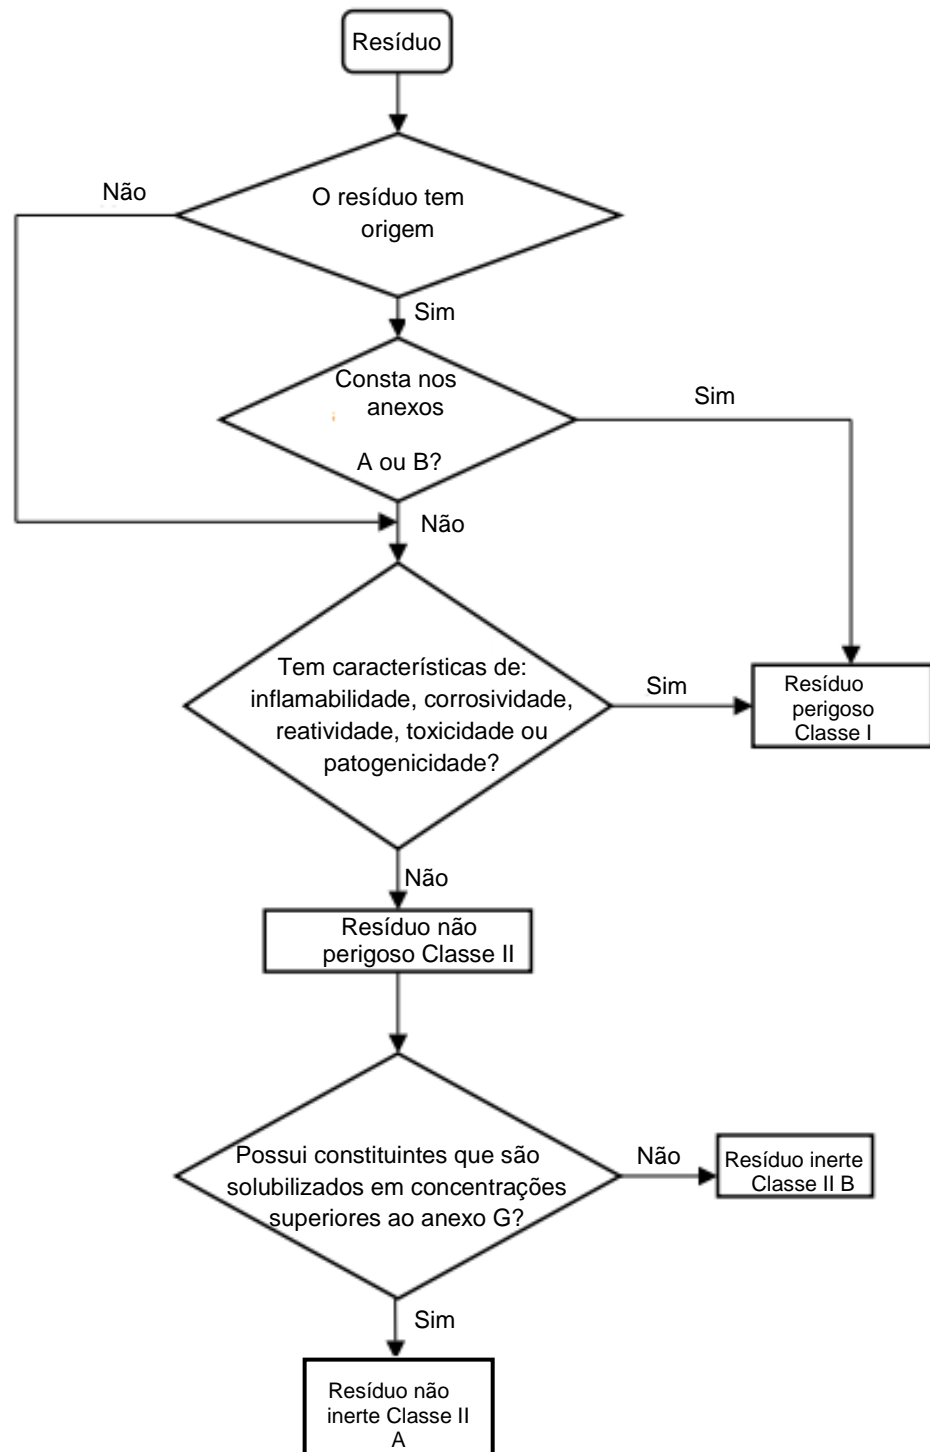 Resíduo
Não
O resíduo tem
origem
Sim
Consta nos
anexos
A ou B?
Sim
Não
Tem características de:
inflamabilidade, corrosividade,
reatividade, toxicidade ou
patogenicidade?
Sim
Resíduo
perigoso
Classe I
Não
Resíduo não
perigoso Classe II
Possui constituintes que são
solubilizados em concentrações
superiores ao anexo G?
Não
Resíduo inerte
Classe II B
Sim
Resíduo não
inerte Classe II
A